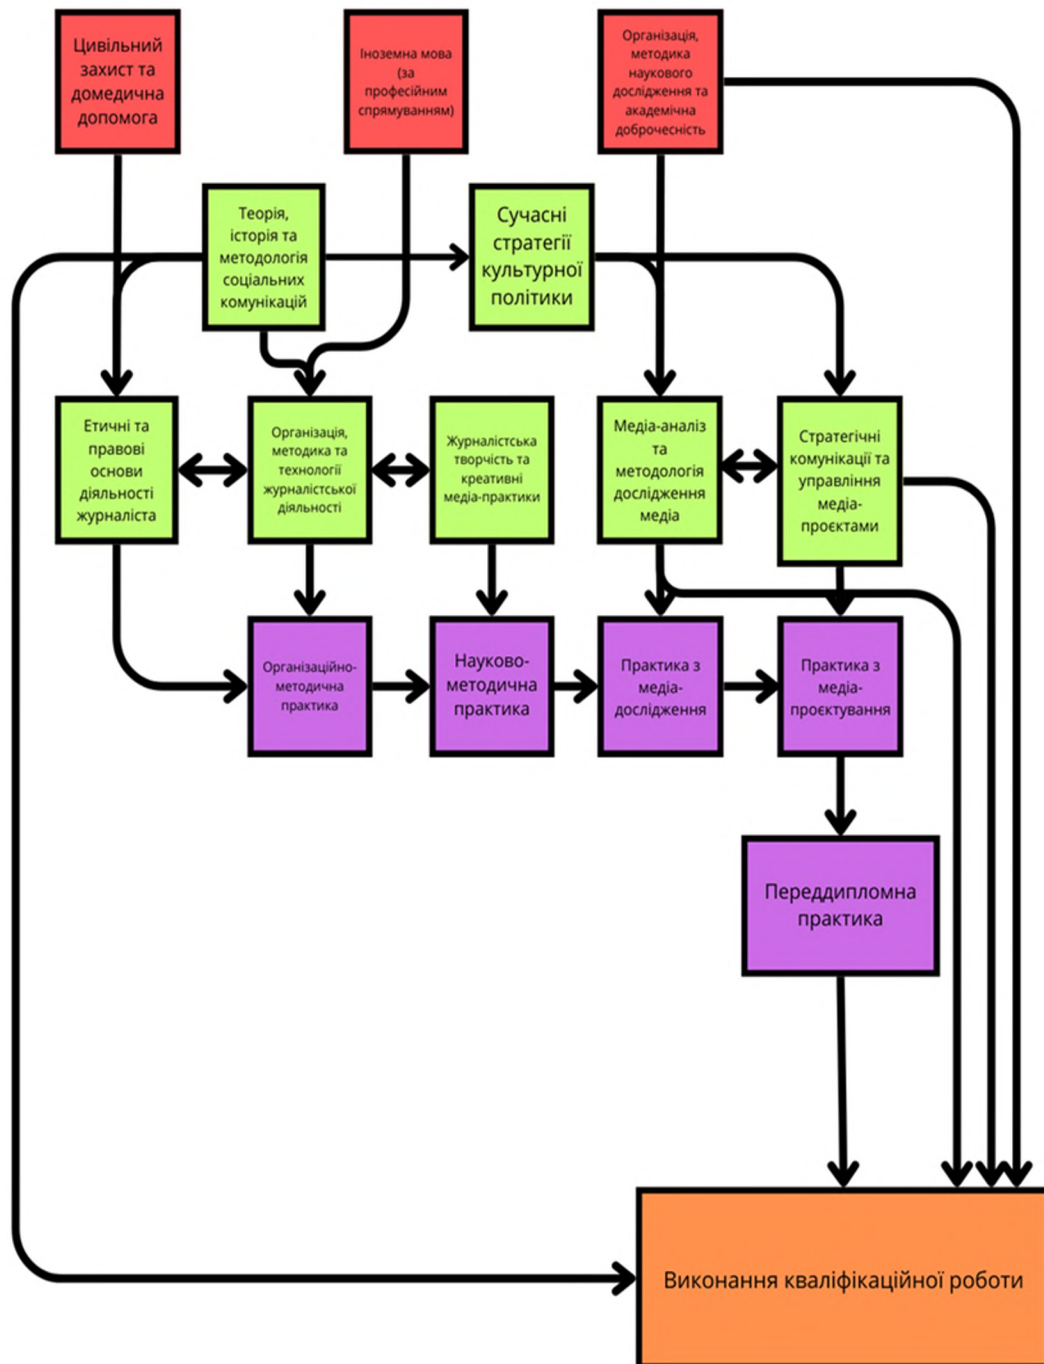 Цивільний
захист та
домедична
допомога
Іноземна мова
(за
професійним
спрямуванням)
Організація,
методика
наукового
дослідження та
академічна
доброчесність
Теорія,
історія та
методологія
соціальних
комунікацій
Сучасні
стратегії
культурної
політики
Етичні та
правові
основи
діяльності
журналіста
Організація,
методика та
технології
журналістської
діяльності
Журналістська
творчість та
креативні
медіа-практики
Медіа-аналіз
та
методологія
дослідження
медіа
Стратегічні
комунікації та
управління
медіа-
проєктами
Організаційно-
методична
практика
Науково-
методична
практика
Практика з
медіа-
дослідження
Практика з
медіа-
проєктування
Переддипломна
практика
Виконання кваліфікаційної роботи